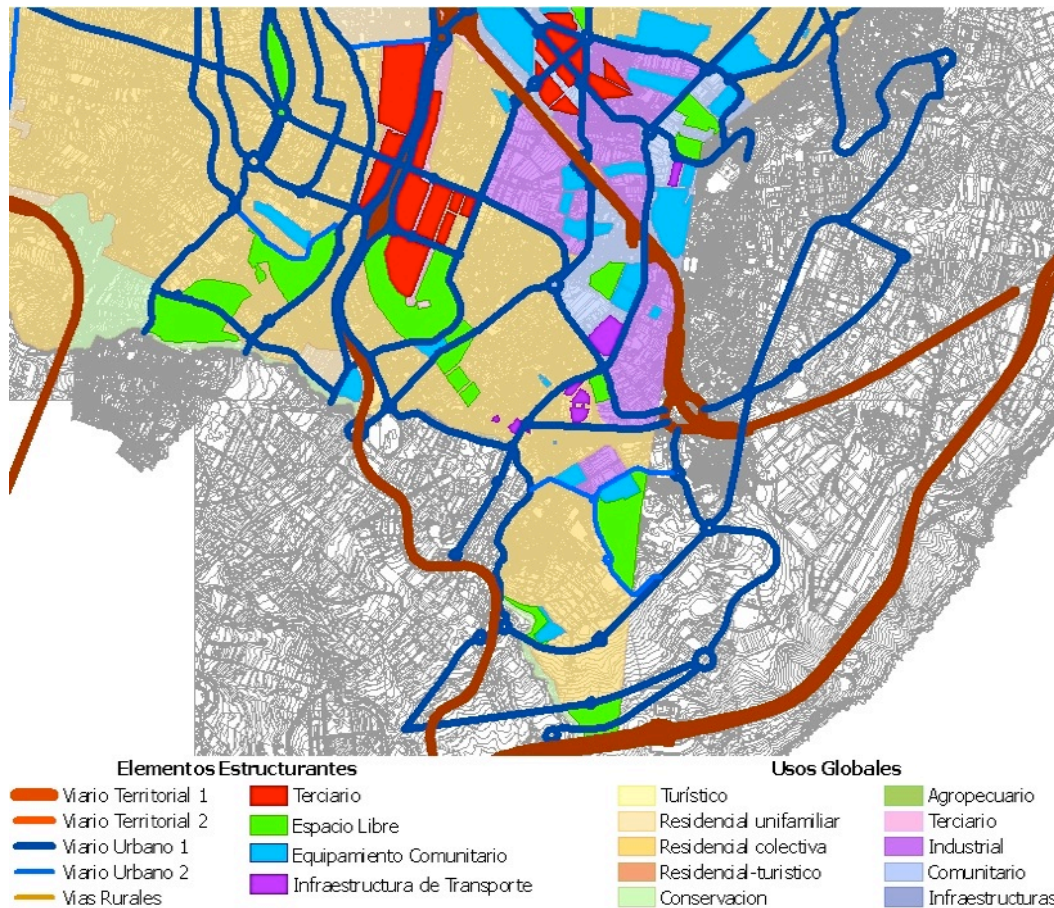 Elementos Estructurantes
Viario Territorial 1
Viario Territorial 2
Viario Urbano 1
Viario Urbano 2
Vias Rurales
Terciario
Espacio Libre
Equipamiento Comunitario
Infraestructura de Transporte
Usos Globales
Turístico
Residencial unifamiliar
Residencial colectiva
Residencial-turistico
Conservacion
Agropecuario
Terciario
Industrial
Comunitario
Infraestructuras